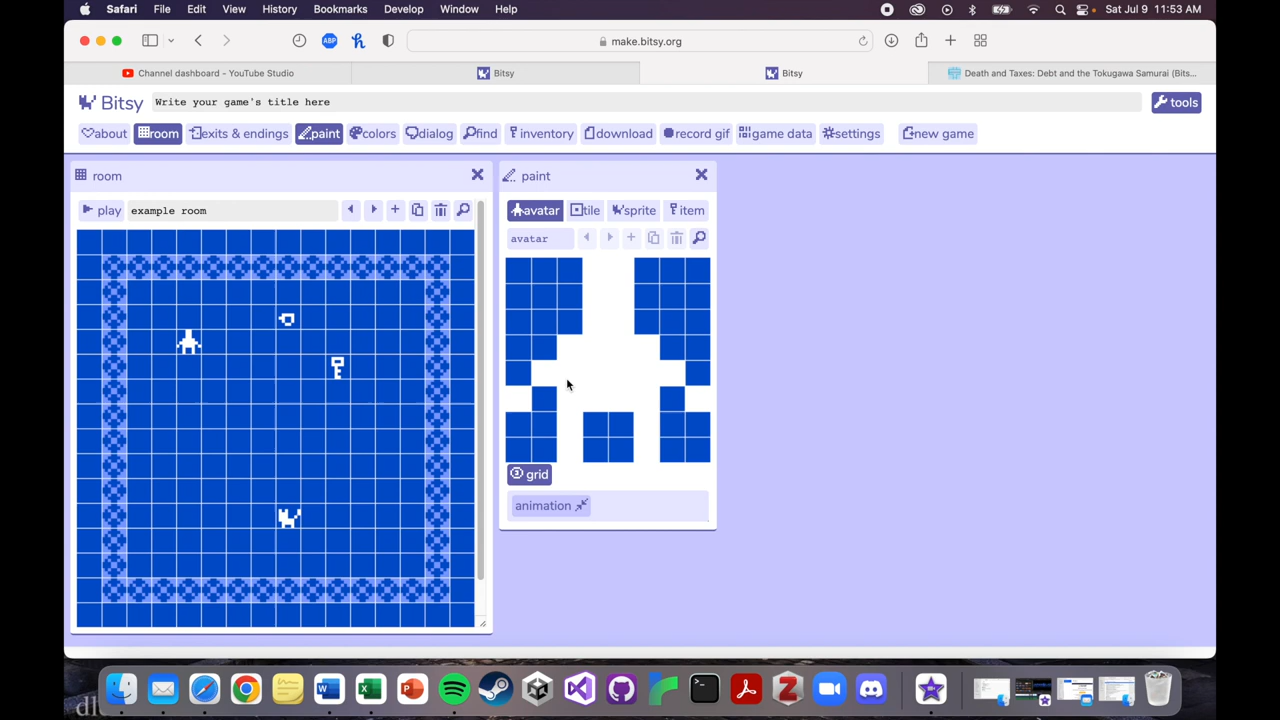 Safari File Edit View History Bookmarks Develop Window Help Sat Jul 9 11:53 AM
ABP make.bitsy.org
Channel dashboard - YouTube Studio Bitsy Bitsy Death and Taxes: Debt and the Tokugawa Samurai (Bits...
Bitsy Write your game's title here tools
about room exits & endings paint colors dialog find inventory download record gif game data settings new game
room paint
play example room avatar tile sprite item
avatar
grid
animation